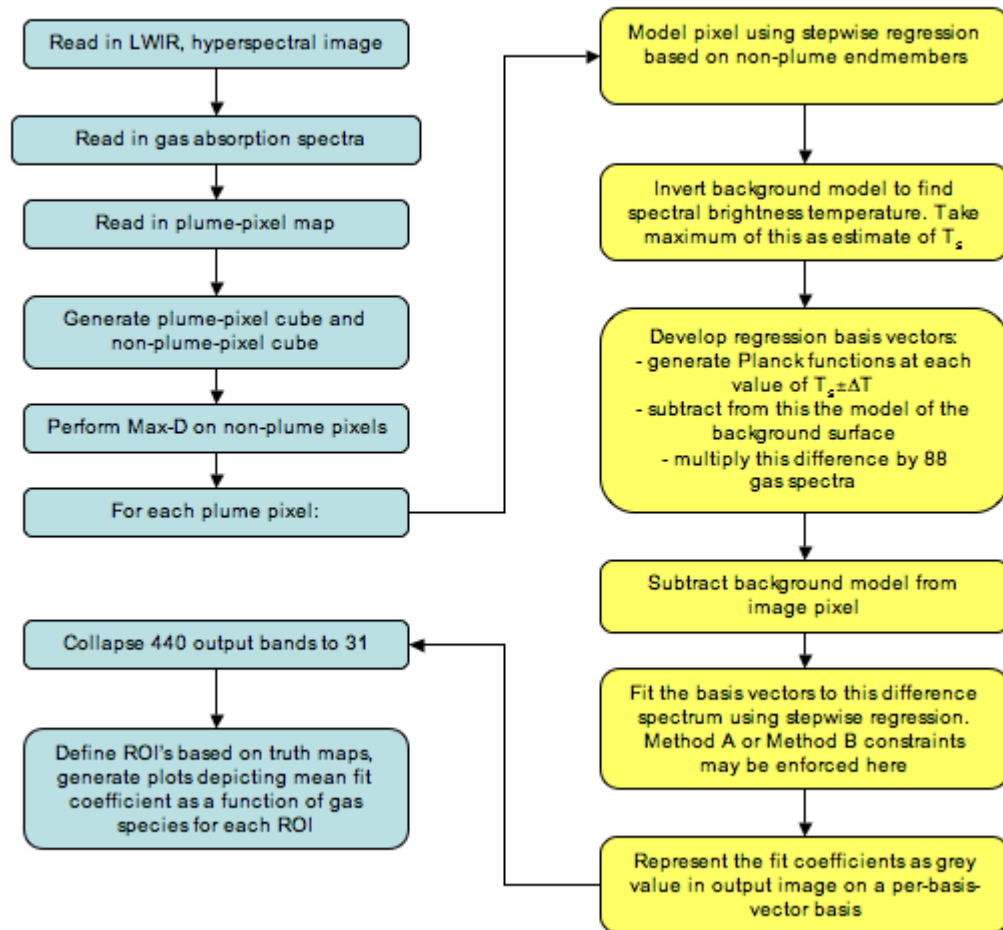 Read in LWIR, hyperspectral image
Read in gas absorption spectra
Read in plume-pixel map
Generate plume-pixel cube and
non-plume-pixel cube
Perform Max-D on non-plume pixels
For each plume pixel:
Model pixel using stepwise regression
based on non-plume endmembers
Invert background model to find
spectral brightness temperature. Take
maximum of this as estimate of Tₛ
Develop regression basis vectors:
- generate Planck functions at each
value of Tₛ±ΔT
- subtract from this the model of the
background surface
- multiply this difference by 88
gas spectra
Subtract background model from
image pixel
Fit the basis vectors to this difference
spectrum using stepwise regression.
Method A or Method B constraints
may be enforced here
Represent the fit coefficients as grey
value in output image on a per-basis-
vector basis
Collapse 440 output bands to 31
Define ROI's based on truth maps,
generate plots depicting mean fit
coefficient as a function of gas
species for each ROI